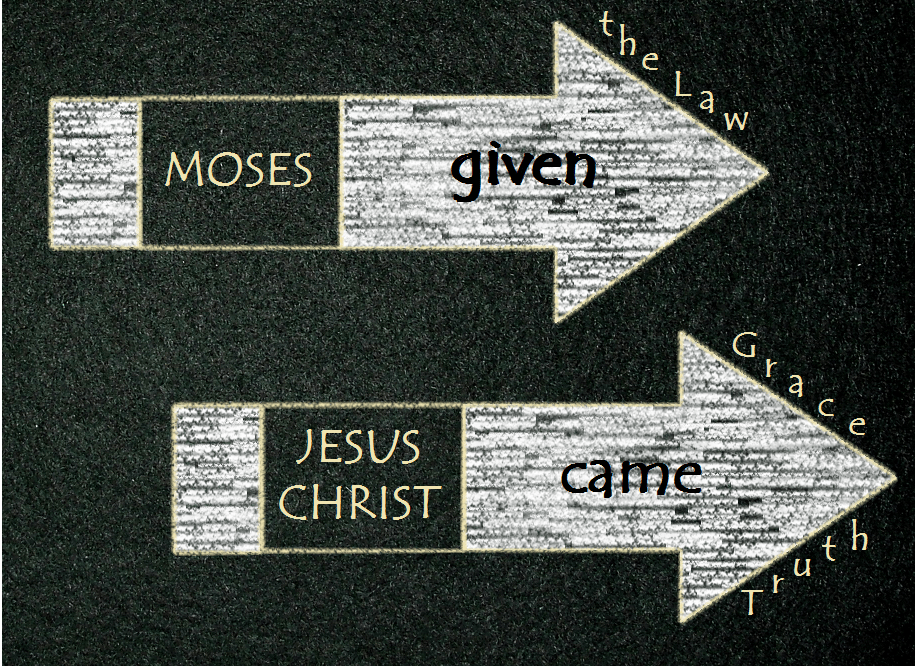 the Law
MOSES
given
Grace
JESUS
CHRIST
came
Truth